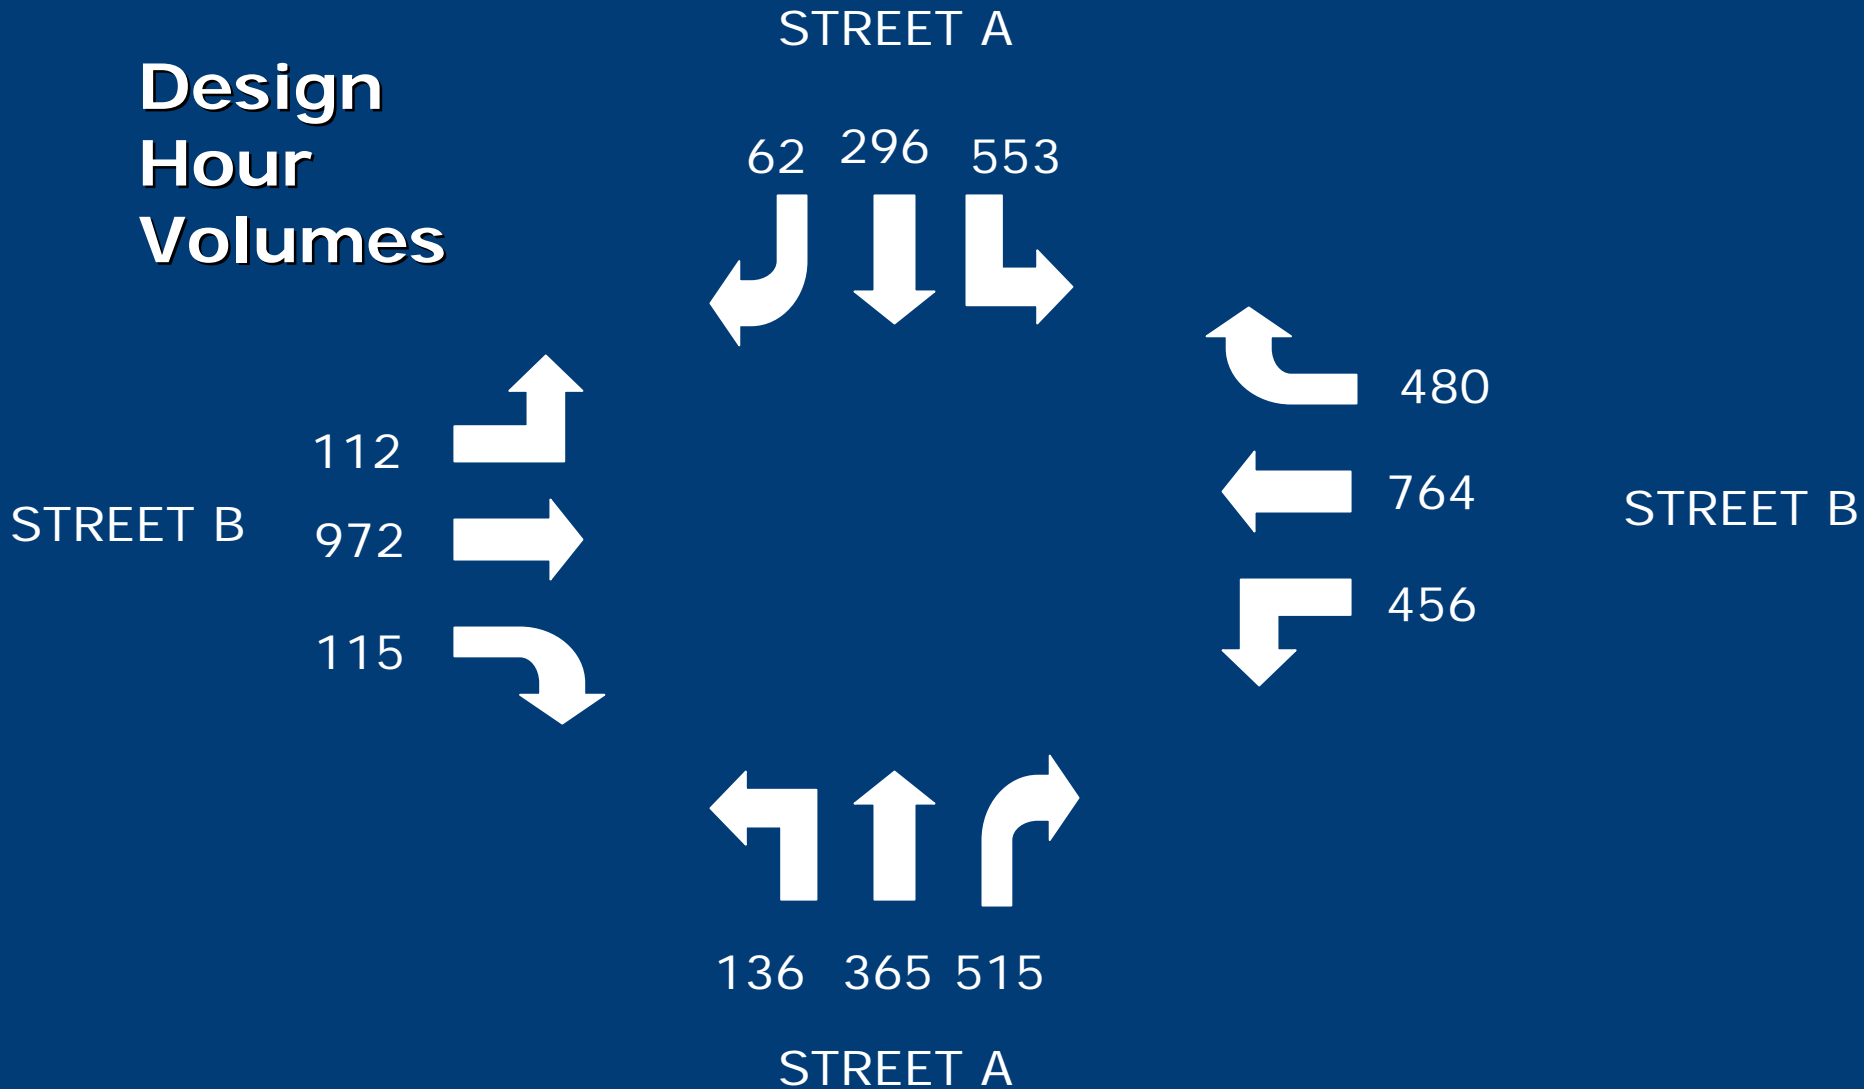 STREET A
Design
Hour
Volumes
62 296 553
480
112
764
STREET B
972
STREET B
456
115
136 365 515
STREET A